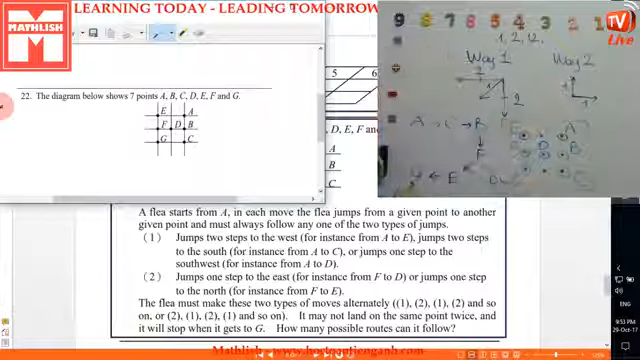 LEARNING TODAY - LEADING TOMORROW
MATHLISH
9 8 7 6 5 4 3 2 1
TV
Live
22. The diagram below shows 7 points A, B, C, D, E, F and G.
E A
F D B
G C
5 6
, D, E, F and
A
B
C
1, 2, 12,
Way 1
Way 2
2
2
1
1
A → C → B
F
E
A
D
B
C
A flea starts from A, in each move the flea jumps from a given point to another
given point and must always follow any one of the two types of jumps.
(1) Jumps two steps to the west (for instance from A to E), jumps two steps
to the south (for instance from A to C), or jumps one step to the
southwest (for instance from A to D).
(2) Jumps one step to the east (for instance from F to D) or jumps one step
to the north (for instance from F to E).
The flea must make these two types of moves alternately ((1), (2), (1), (2) and so
on, or (2), (1), (2), (1) and so on). It may not land on the same point twice, and
it will stop when it gets to G. How many possible routes can it follow?
9:53 PM
29-Oct-17